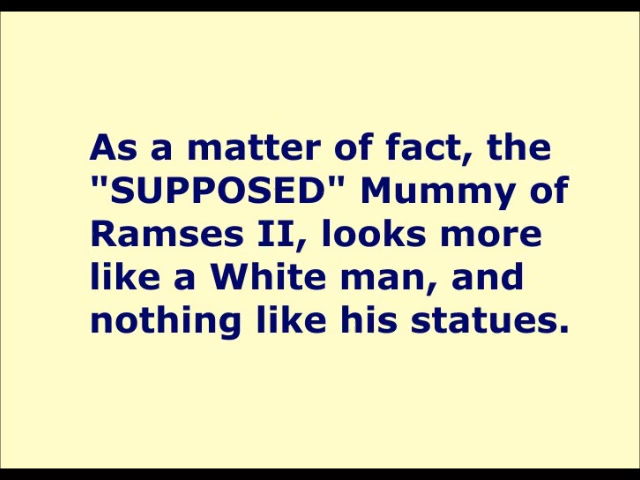 As a matter of fact, the
"SUPPOSED" Mummy of
Ramses II, looks more
like a White man, and
nothing like his statues.